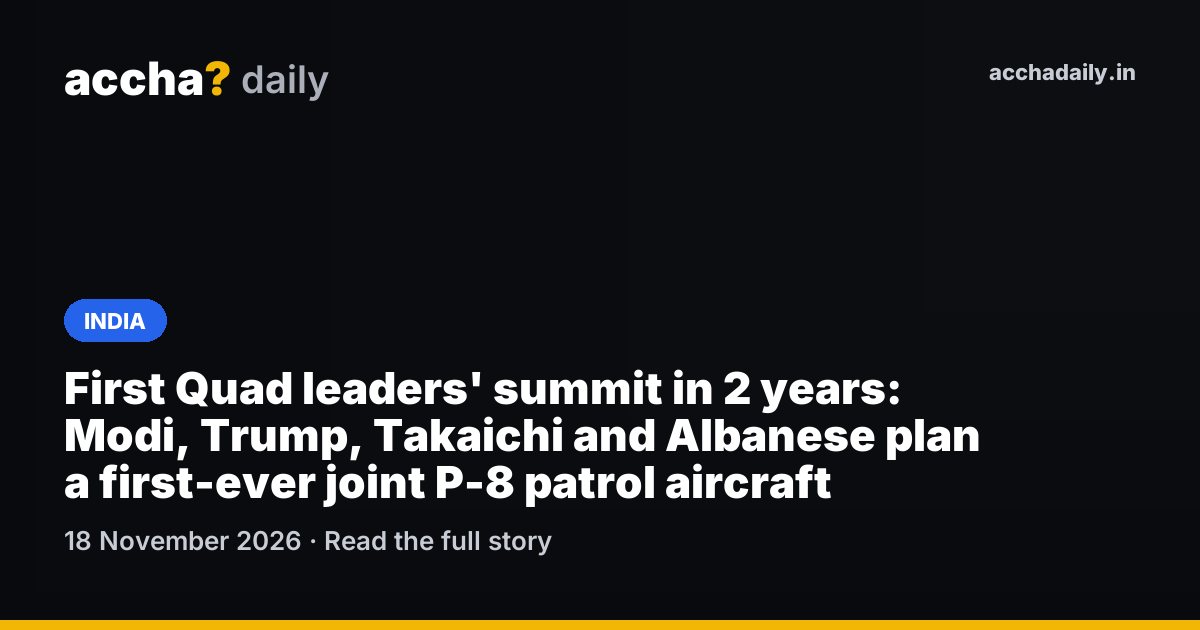 accha? daily
acchadaily.in
INDIA
First Quad leaders' summit in 2 years:
Modi, Trump, Takaichi and Albanese plan
a first-ever joint P-8 patrol aircraft
18 November 2026 · Read the full story